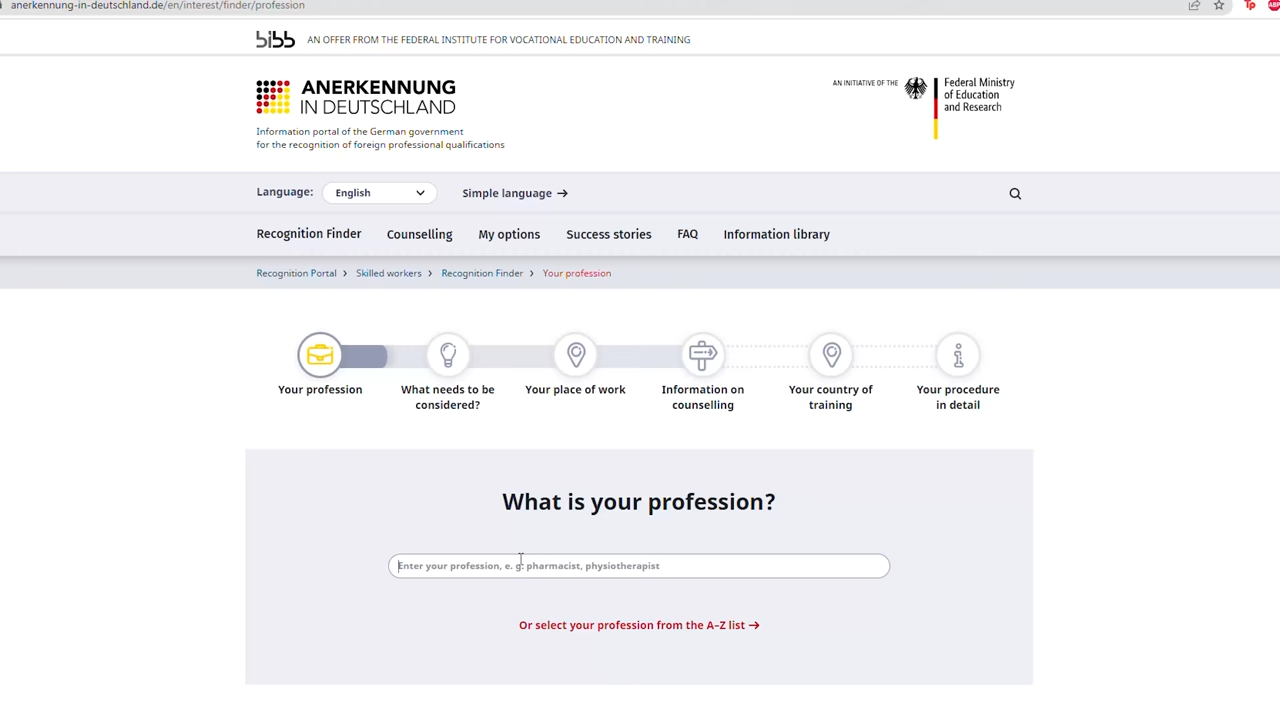 anerkennung-in-deutschland.de/en/interest/finder/profession
Tp
ABP
bibb AN OFFER FROM THE FEDERAL INSTITUTE FOR VOCATIONAL EDUCATION AND TRAINING
ANERKENNUNG
IN DEUTSCHLAND
Information portal of the German government
for the recognition of foreign professional qualifications
AN INITIATIVE OF THE
Federal Ministry
of Education
and Research
Language: English Simple language →
Recognition Finder Counselling My options Success stories FAQ Information library
Recognition Portal › Skilled workers › Recognition Finder › Your profession
Your profession
What needs to be
considered?
Your place of work
Information on
counselling
Your country of
training
Your procedure
in detail
What is your profession?
Enter your profession, e. g. pharmacist, physiotherapist
Or select your profession from the A–Z list →